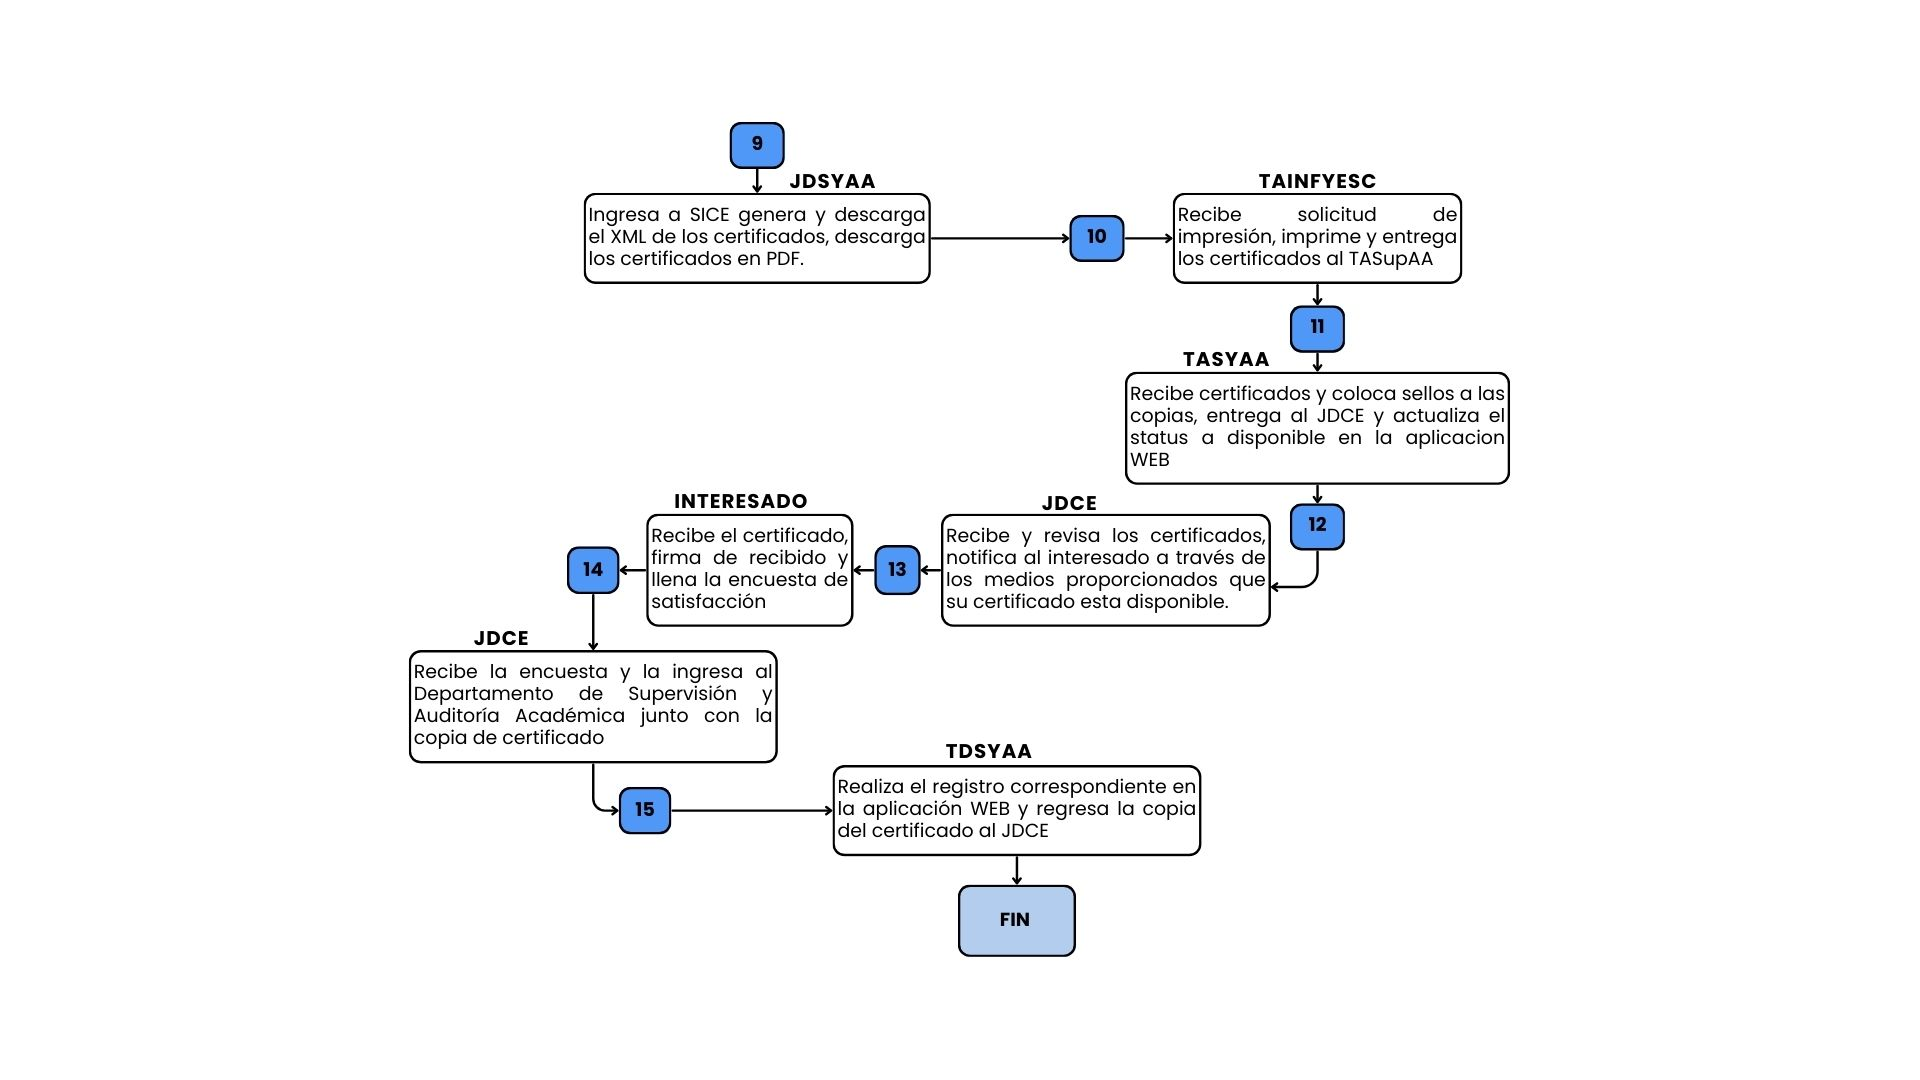 9
JDSYAA
Ingresa a SICE genera y descarga
el XML de los certificados, descarga
los certificados en PDF.
10
TAINFYESC
Recibe solicitud de
impresión, imprime y entrega
los certificados al TASupAA
11
TASYAA
Recibe certificados y coloca sellos a las
copias, entrega al JDCE y actualiza el
status a disponible en la aplicacion
WEB
12
JDCE
Recibe y revisa los certificados,
notifica al interesado a través de
los medios proporcionados que
su certificado esta disponible.
13
INTERESADO
Recibe el certificado,
firma de recibido y
llena la encuesta de
satisfacción
14
JDCE
Recibe la encuesta y la ingresa al
Departamento de Supervisión y
Auditoría Académica junto con la
copia de certificado
15
TDSYAA
Realiza el registro correspondiente en
la aplicación WEB y regresa la copia
del certificado al JDCE
FIN